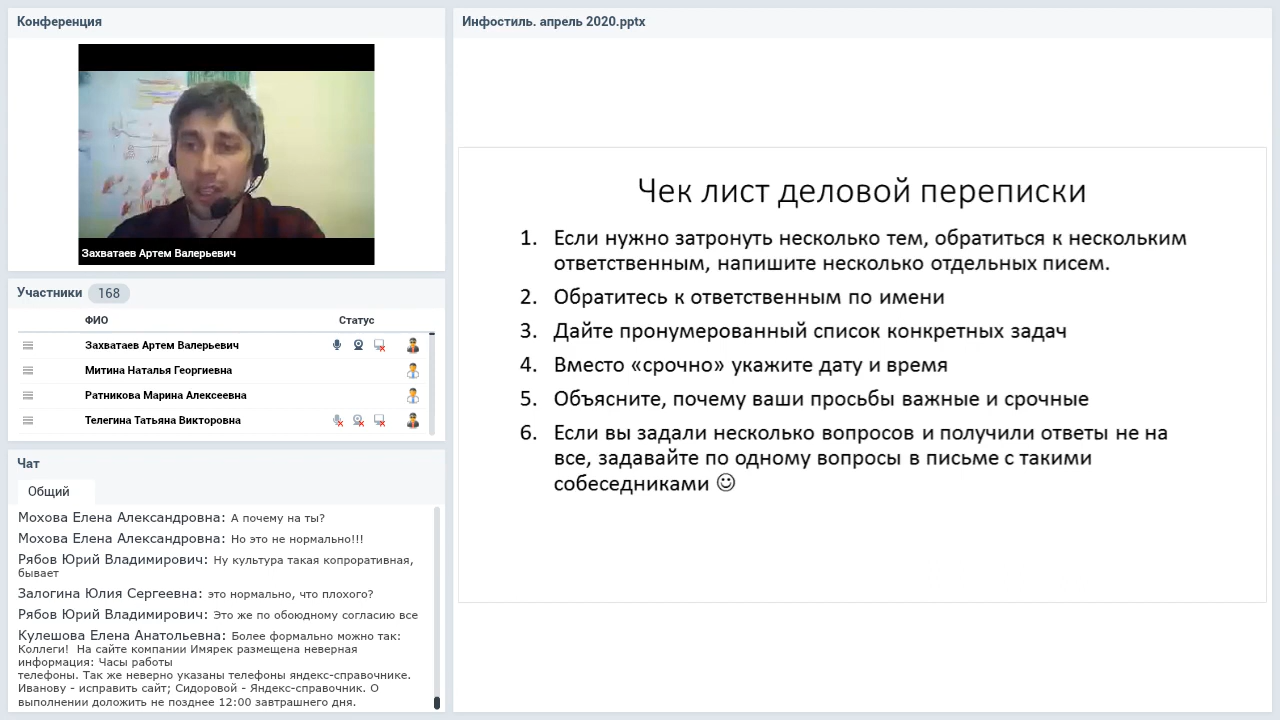 Конференция
Захватаев Артем Валерьевич
Участники 168
ФИО Статус
Захватаев Артем Валерьевич
Митина Наталья Георгиевна
Ратникова Марина Алексеевна
Телегина Татьяна Викторовна
Чат
Общий
Мохова Елена Александровна: А почему на ты?
Мохова Елена Александровна: Но это не нормально!!!
Рябов Юрий Владимирович: Ну культура такая копроративная,
бывает
Залогина Юлия Сергеевна: это нормально, что плохого?
Рябов Юрий Владимирович: Это же по обоюдному согласию все
Кулешова Елена Анатольевна: Более формально можно так:
Коллеги! На сайте компании Имярек размещена неверная
информация: Часы работы
телефоны. Так же неверно указаны телефоны яндекс-справочнике.
Иванову - исправить сайт; Сидоровой - Яндекс-справочник. О
выполнении доложить не позднее 12:00 завтрашнего дня.
Инфостиль. апрель 2020.pptx
Чек лист деловой переписки
1. Если нужно затронуть несколько тем, обратиться к нескольким
ответственным, напишите несколько отдельных писем.
2. Обратитесь к ответственным по имени
3. Дайте пронумерованный список конкретных задач
4. Вместо «срочно» укажите дату и время
5. Объясните, почему ваши просьбы важные и срочные
6. Если вы задали несколько вопросов и получили ответы не на
все, задавайте по одному вопросы в письме с такими
собеседниками ☺